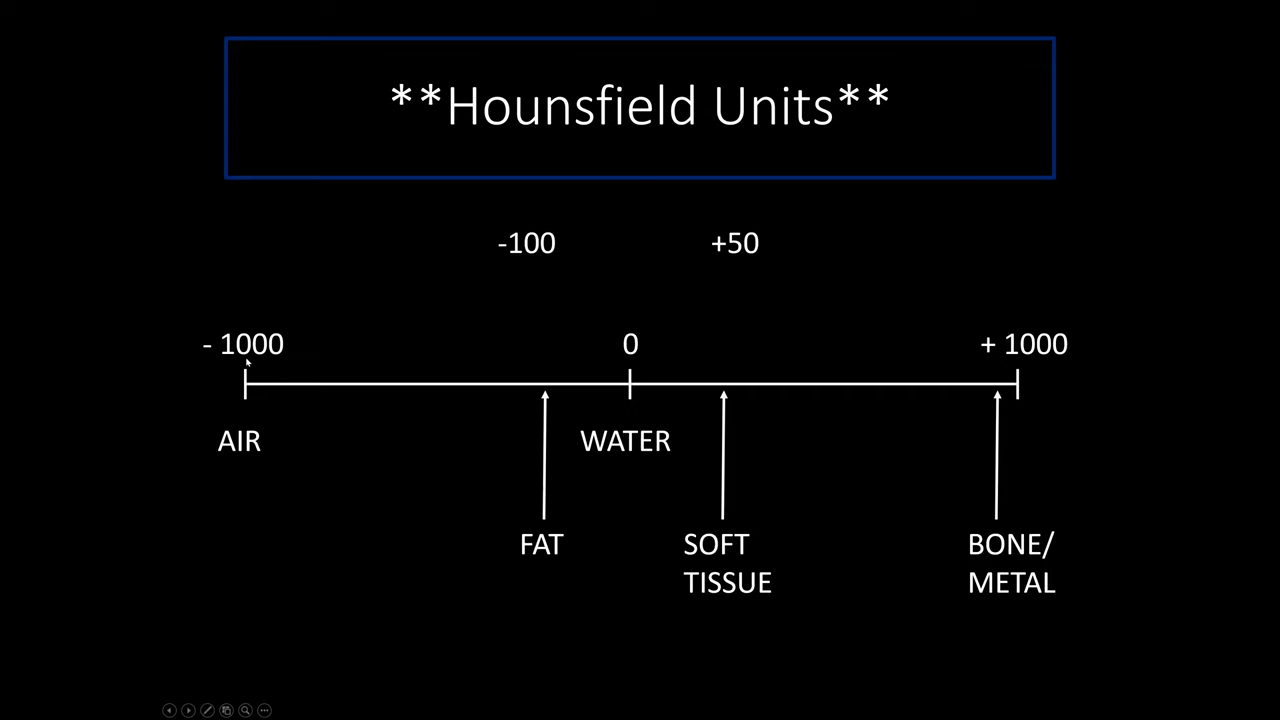 **Hounsfield Units**
-100 +50
- 1000 0 + 1000
AIR WATER
FAT SOFT TISSUE BONE/ METAL